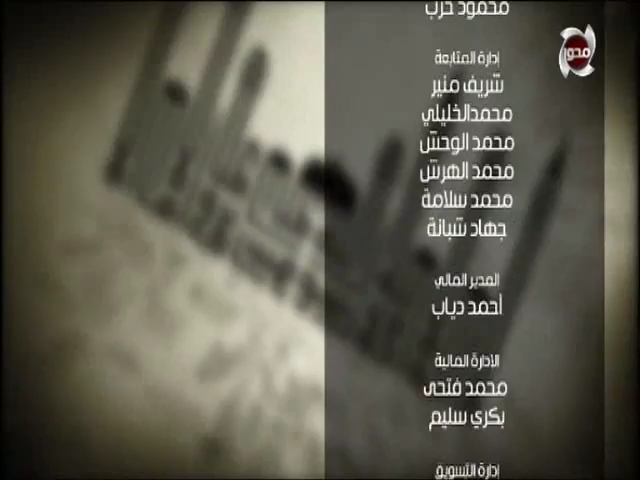 محمود حرب
محور
إدارة المتابعة
شريف منير
محمدالخليلي
محمد الوحش
محمد الهرش
محمد سلامة
جهاد شبانة
المدير المالي
أحمد دياب
الإدارة المالية
محمد فتحى
بكري سليم
إدارة التسويق